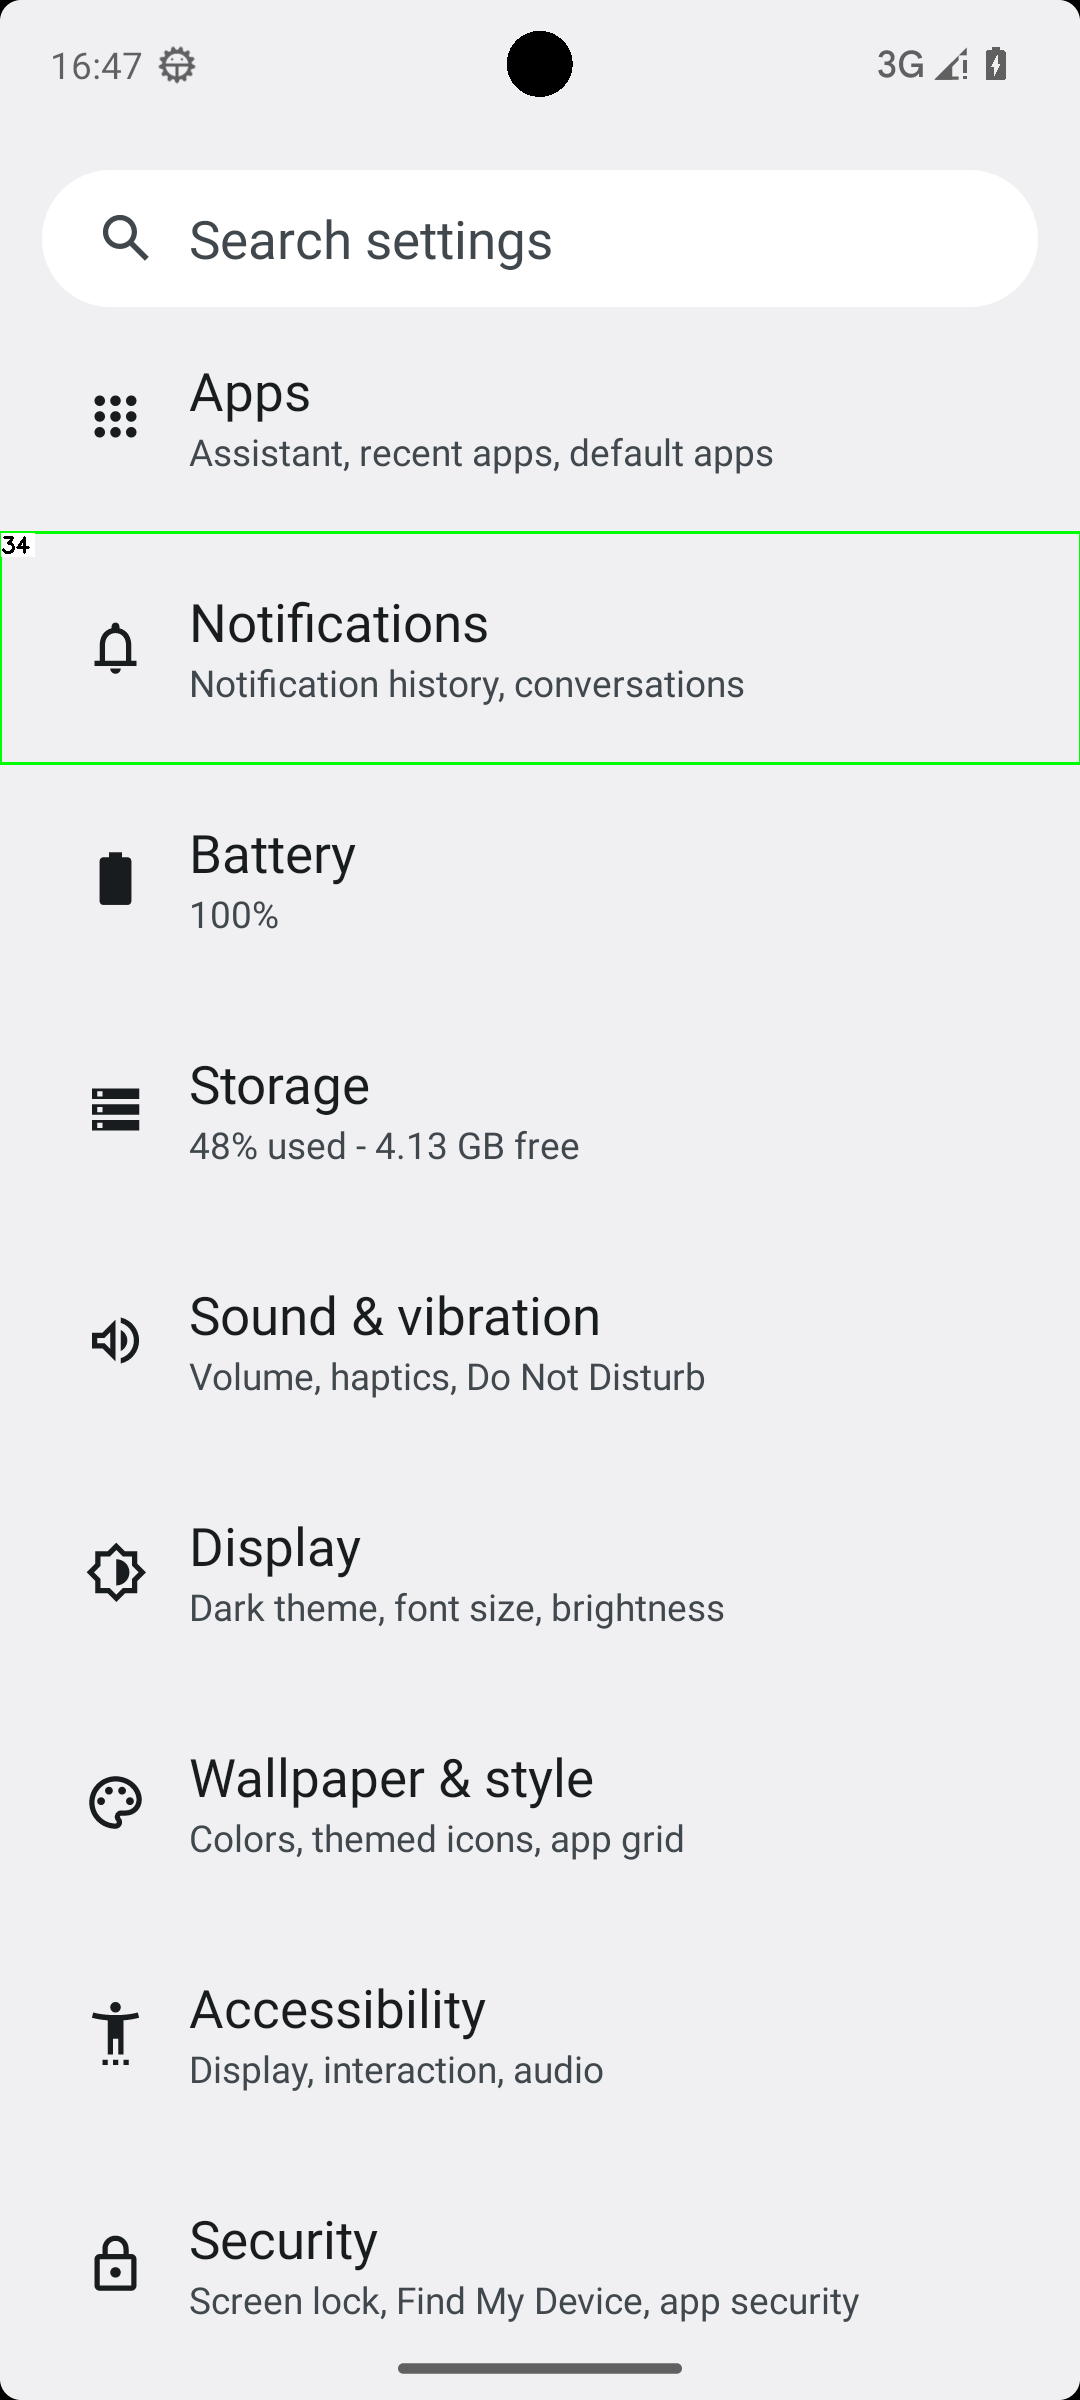 16:47
3G
Search settings
Apps
Assistant, recent apps, default apps
34
Notifications
Notification history, conversations
Battery
100%
Storage
48% used - 4.13 GB free
Sound & vibration
Volume, haptics, Do Not Disturb
Display
Dark theme, font size, brightness
Wallpaper & style
Colors, themed icons, app grid
Accessibility
Display, interaction, audio
Security
Screen lock, Find My Device, app security